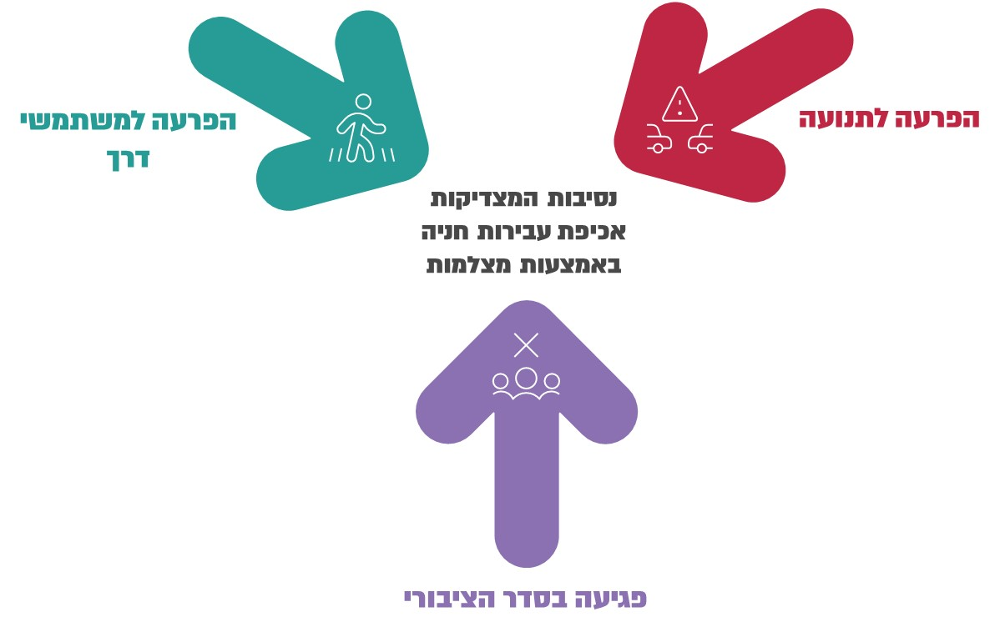 הפרעה לתנועה
הפרעה למשתמשי
דרך
נסיבות המצדיקות
אכיפת עבירות חניה
באמצעות מצלמות
פגיעה בסדר הציבורי